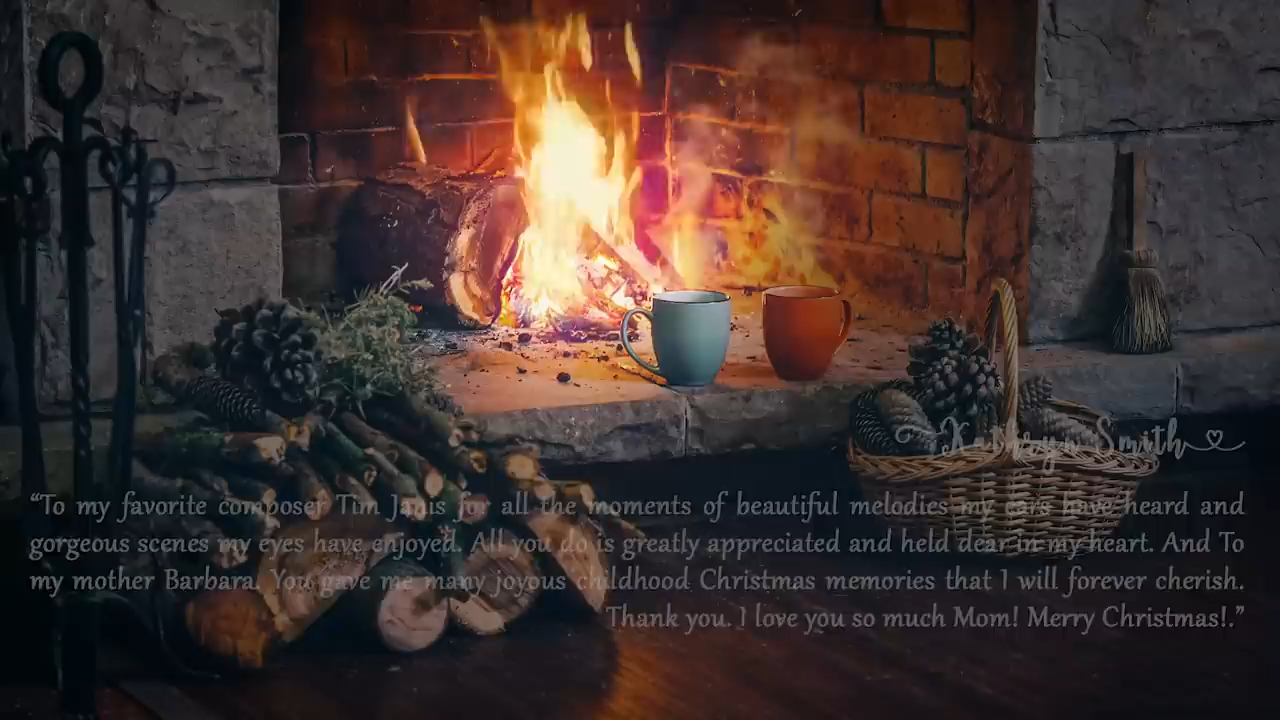 Kathryn Smith
“To my favorite composer Tim Janis for all the moments of beautiful melodies my ears have heard and
gorgeous scenes my eyes have enjoyed. All you do is greatly appreciated and held dear in my heart. And To
my mother Barbara. You gave me many joyous childhood Christmas memories that I will forever cherish.
Thank you. I love you so much Mom! Merry Christmas!.”